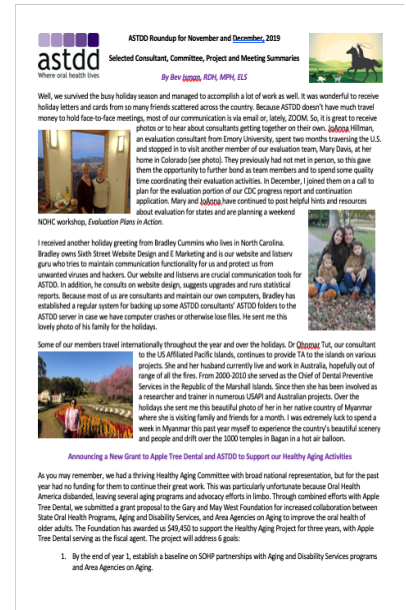 astdd
Where oral health lives
ASTDD Roundup for November and December, 2019
Selected Consultant, Committee, Project and Meeting Summaries
By Bev Isman, RDH, MPH, ELS
Well, we survived the busy holiday season and managed to accomplish a lot of work as well. It was wonderful to receive
holiday letters and cards from so many friends scattered across the country. Because ASTDD doesn't have much travel
money to hold face-to-face meetings, most of our communication is via email or, lately, ZOOM. So, it is great to receive
photos or to hear about consultants getting together on their own. JoAnna Hillman,
an evaluation consultant from Emory University, spent two months traversing the U.S.
and stopped in to visit another member of our evaluation team, Mary Davis, at her
home in Colorado (see photo). They previously had not met in person, so this gave
them the opportunity to further bond as team members and to spend some quality
time coordinating their evaluation activities. In December, I joined them on a call to
plan for the evaluation portion of our CDC progress report and continuation
application. Mary and JoAnna have continued to post helpful hints and resources
about evaluation for states and are planning a weekend
NOHC workshop, Evaluation Plans in Action.
I received another holiday greeting from Bradley Cummins who lives in North Carolina.
Bradley owns Sixth Street Website Design and E Marketing and is our website and listserv
guru who tries to maintain communication functionality for us and protect us from
unwanted viruses and hackers. Our website and listservs are crucial communication tools for
ASTDD. In addition, he consults on website design, suggests upgrades and runs statistical
reports. Because most of us are consultants and maintain our own computers, Bradley has
established a regular system for backing up some ASTDD consultants' ASTDD folders to the
ASTDD server in case we have computer crashes or otherwise lose files. He sent me this
lovely photo of his family for the holidays.
Some of our members travel internationally throughout the year and over the holidays. Dr Ohnmar Tut, our consultant
to the US Affiliated Pacific Islands, continues to provide TA to the islands on various
projects. She and her husband currently live and work in Australia, hopefully out of
range of all the fires. From 2000-2010 she served as the Chief of Dental Preventive
Services in the Republic of the Marshall Islands. Since then she has been involved as
a researcher and trainer in numerous USAPI and Australian projects. Over the
holidays she sent me this beautiful photo of her in her native country of Myanmar
where she is visiting family and friends for a month. I was extremely luck to spend a
week in Myanmar this past year myself to experience the country's beautiful scenery
and people and drift over the 1000 temples in Bagan in a hot air balloon.
Announcing a New Grant to Apple Tree Dental and ASTDD to Support our Healthy Aging Activities
As you may remember, we had a thriving Healthy Aging Committee with broad national representation, but for the past
year had no funding for them to continue their great work. This was particularly unfortunate because Oral Health
America disbanded, leaving several aging programs and advocacy efforts in limbo. Through combined efforts with Apple
Tree Dental, we submitted a grant proposal to the Gary and May West Foundation for increased collaboration between
State Oral Health Programs, Aging and Disability Services, and Area Agencies on Aging to improve the oral health of
older adults. The Foundation has awarded us $49,450 to support the Healthy Aging Project for three years, with Apple
Tree Dental serving as the fiscal agent. The project will address 6 goals:
1. By the end of year 1, establish a baseline on SOHP partnerships with Aging and Disability Services programs
and Area Agencies on Aging.